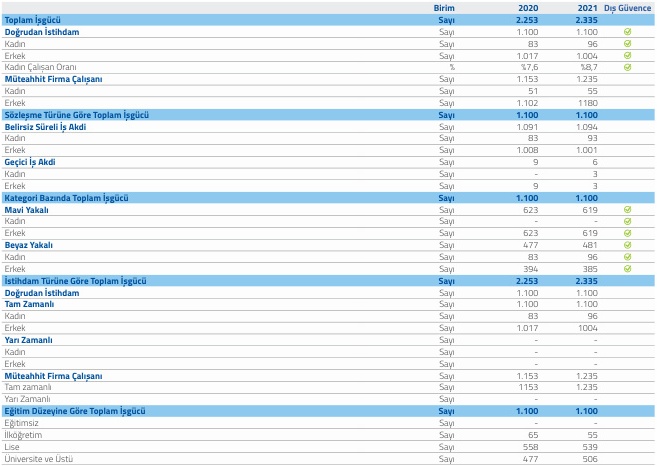 Birim 2020 2021 Dış Güvence
Toplam İşgücü Sayı 2.253 2.335
Doğrudan İstihdam Sayı 1.100 1.100
Kadın Sayı 83 96
Erkek Sayı 1.017 1.004
Kadın Çalışan Oranı % %7,6 %8,7
Müteahhit Firma Çalışanı Sayı 1.153 1.235
Kadın Sayı 51 55
Erkek Sayı 1.102 1180
Sözleşme Türüne Göre Toplam İşgücü Sayı 1.100 1.100
Belirsiz Süreli İş Akdi Sayı 1.091 1.094
Kadın Sayı 83 93
Erkek Sayı 1.008 1.001
Geçici İş Akdi Sayı 9 6
Kadın Sayı - 3
Erkek Sayı 9 3
Kategori Bazında Toplam İşgücü Sayı 1.100 1.100
Mavi Yakalı Sayı 623 619
Kadın Sayı - -
Erkek Sayı 623 619
Beyaz Yakalı Sayı 477 481
Kadın Sayı 83 96
Erkek Sayı 394 385
İstihdam Türüne Göre Toplam İşgücü Sayı 2.253 2.335
Doğrudan İstihdam Sayı 1.100 1.100
Tam Zamanlı Sayı 1.100 1.100
Kadın Sayı 83 96
Erkek Sayı 1.017 1004
Yarı Zamanlı Sayı - -
Kadın Sayı - -
Erkek Sayı - -
Müteahhit Firma Çalışanı Sayı 1.153 1.235
Tam zamanlı Sayı 1153 1.235
Yarı Zamanlı Sayı - -
Eğitim Düzeyine Göre Toplam İşgücü Sayı 1.100 1.100
Eğitimsiz Sayı - -
İlköğretim Sayı 65 55
Lise Sayı 558 539
Üniversite ve Üstü Sayı 477 506